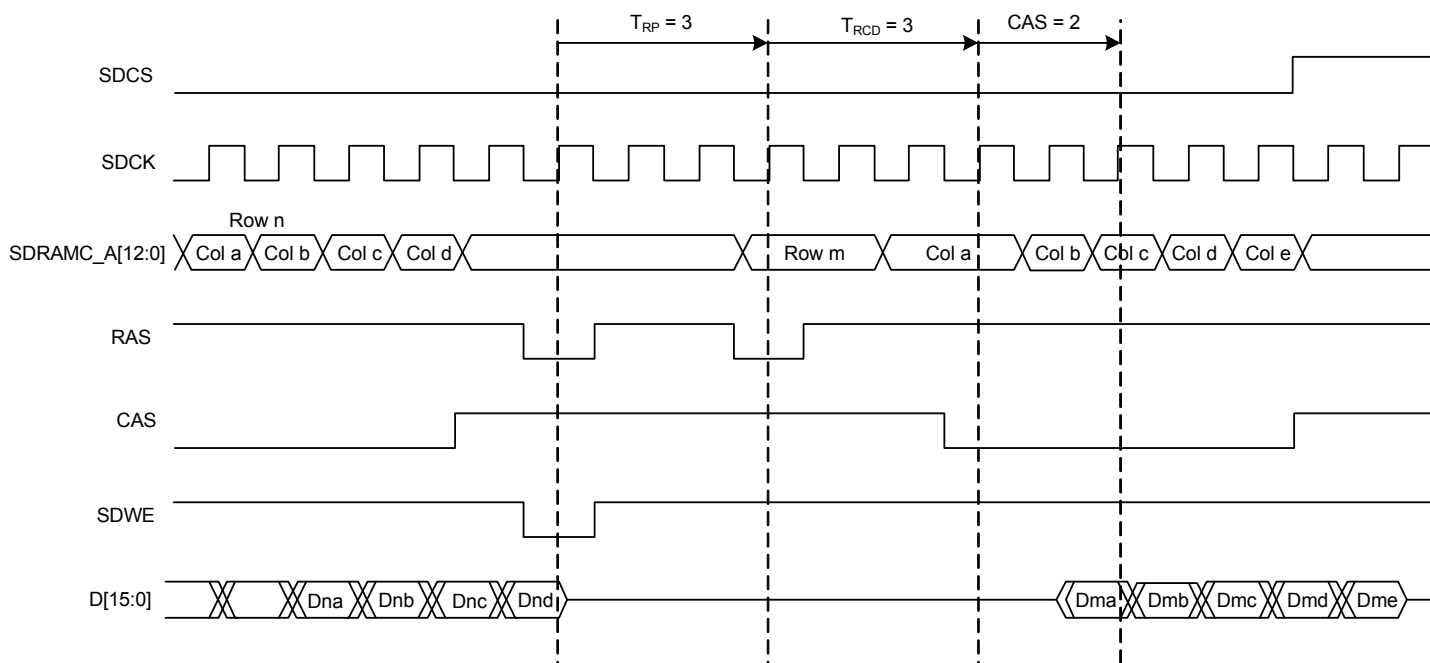 TRP = 3 TRCD = 3 CAS = 2
SDCS
SDCK
Row n
SDRAMC_A[12:0] Col a Col b Col c Col d Row m Col a Col b Col c Col d Col e
RAS
CAS
SDWE
D[15:0] Dna Dnb Dnc Dnd Dma Dmb Dmc Dmd Dme